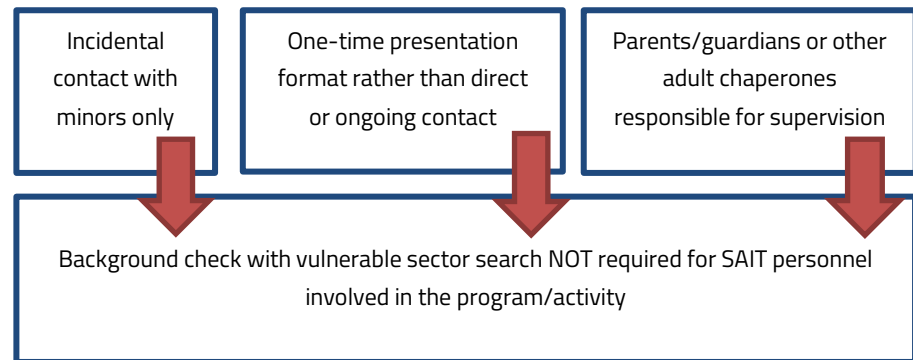 Incidental
contact with
minors only
One-time presentation
format rather than direct
or ongoing contact
Parents/guardians or other
adult chaperones
responsible for supervision
Background check with vulnerable sector search NOT required for SAIT personnel
involved in the program/activity